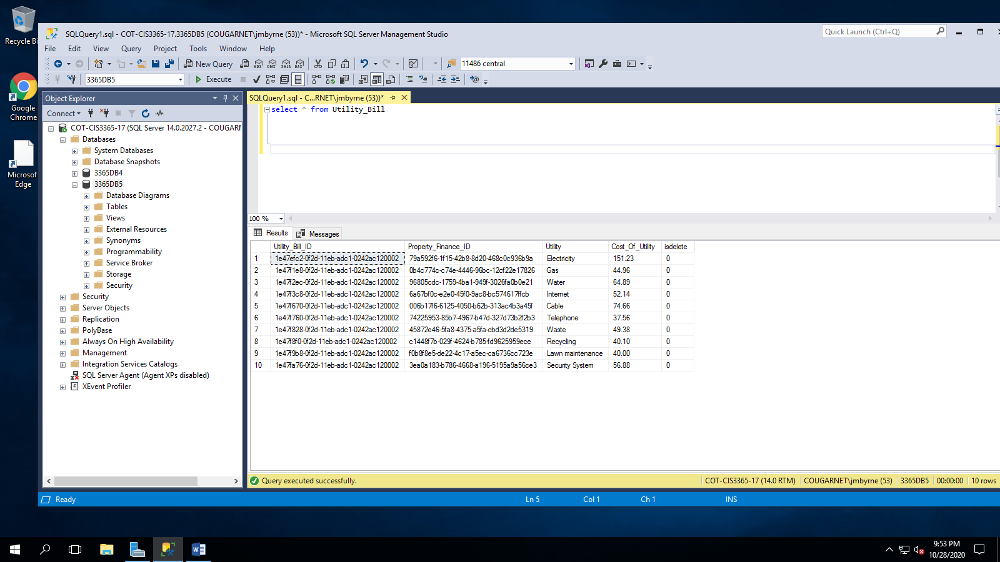 Recycle Bi
Google
Chrome
Microsof
Edge
SQLQuery1.sql - COT-CIS3365-17.3365DB5 (COUGARNET\jmbyrne (53))* - Microsoft SQL Server Management Studio
Quick Launch (Ctrl+Q)
File Edit View Query Project Tools Window Help
New Query MDX DMX XMLA DAX 11486 central
3365DB5 Execute
Object Explorer
Connect
COT-CIS3365-17 (SQL Server 14.0.2027.2 - COUGARN
Databases
System Databases
Database Snapshots
3365DB4
3365DB5
Database Diagrams
Tables
Views
External Resources
Synonyms
Programmability
Service Broker
Storage
Security
Security
Server Objects
Replication
PolyBase
Always On High Availability
Management
Integration Services Catalogs
SQL Server Agent (Agent XPs disabled)
XEvent Profiler
SQLQuery1.sql - C...RNET\jmbyrne (53))*
select * from Utility_Bill
100 %
Results Messages
Utility_Bill_ID Property_Finance_ID Utility Cost_Of_Utility isdelete
1 1e47efc2-0f2d-11eb-adc1-0242ac120002 79a592f6-1f15-42b8-8d20-468c0c936b9a Electricity 151.23 0
2 1e47f1e8-0f2d-11eb-adc1-0242ac120002 0b4c774c-c74e-4446-96bc-12cf22e17826 Gas 44.96 0
3 1e47f2ec-0f2d-11eb-adc1-0242ac120002 96805cdc-1759-4ba1-949f-3026fa0b0e21 Water 64.89 0
4 1e47f3c8-0f2d-11eb-adc1-0242ac120002 6a67bf0c-e2e0-45f0-9ac8-bc574617ffcb Internet 52.14 0
5 1e47f670-0f2d-11eb-adc1-0242ac120002 006b17f6-6125-4050-b62b-313ac4b3a45f Cable 74.66 0
6 1e47f760-0f2d-11eb-adc1-0242ac120002 74225953-85b7-4967-b47d-327d73b2f2b3 Telephone 37.56 0
7 1e47f828-0f2d-11eb-adc1-0242ac120002 45872e46-5fa8-4375-a5fa-cbd3d2de5319 Waste 49.38 0
8 1e47f8f0-0f2d-11eb-adc1-0242ac120002 c1448f7b-029f-4624-b785-fd9625959ece Recycling 40.10 0
9 1e47f9b8-0f2d-11eb-adc1-0242ac120002 f0b8f8e5-de22-4c17-a5ec-ca6736cc723e Lawn maintenance 40.00 0
10 1e47fa76-0f2d-11eb-adc1-0242ac120002 3ea0a183-b786-4668-a196-5195a9a56ce3 Security System 56.88 0
Query executed successfully. COT-CIS3365-17 (14.0 RTM) COUGARNET\jmbyrne (53) 3365DB5 00:00:00 10 rows
Ready Ln 5 Col 1 Ch 1 INS
9:53 PM
10/28/2020